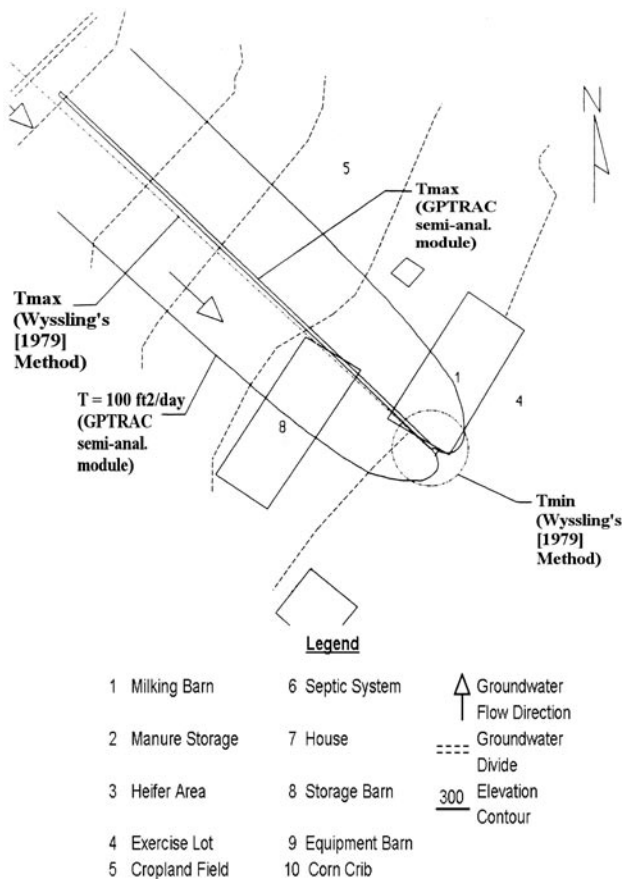 N
5
Tmax
(GPTRAC
semi-anal.
module)
Tmax
(Wyssling's
[1979]
Method)
T = 100 ft2/day
(GPTRAC
semi-anal.
module)
1
4
8
Tmin
(Wyssling's
[1979]
Method)
Legend
1 Milking Barn
2 Manure Storage
3 Heifer Area
4 Exercise Lot
5 Cropland Field
6 Septic System
7 House
8 Storage Barn
9 Equipment Barn
10 Corn Crib
Groundwater
Flow Direction
Groundwater
Divide
300 Elevation
Contour